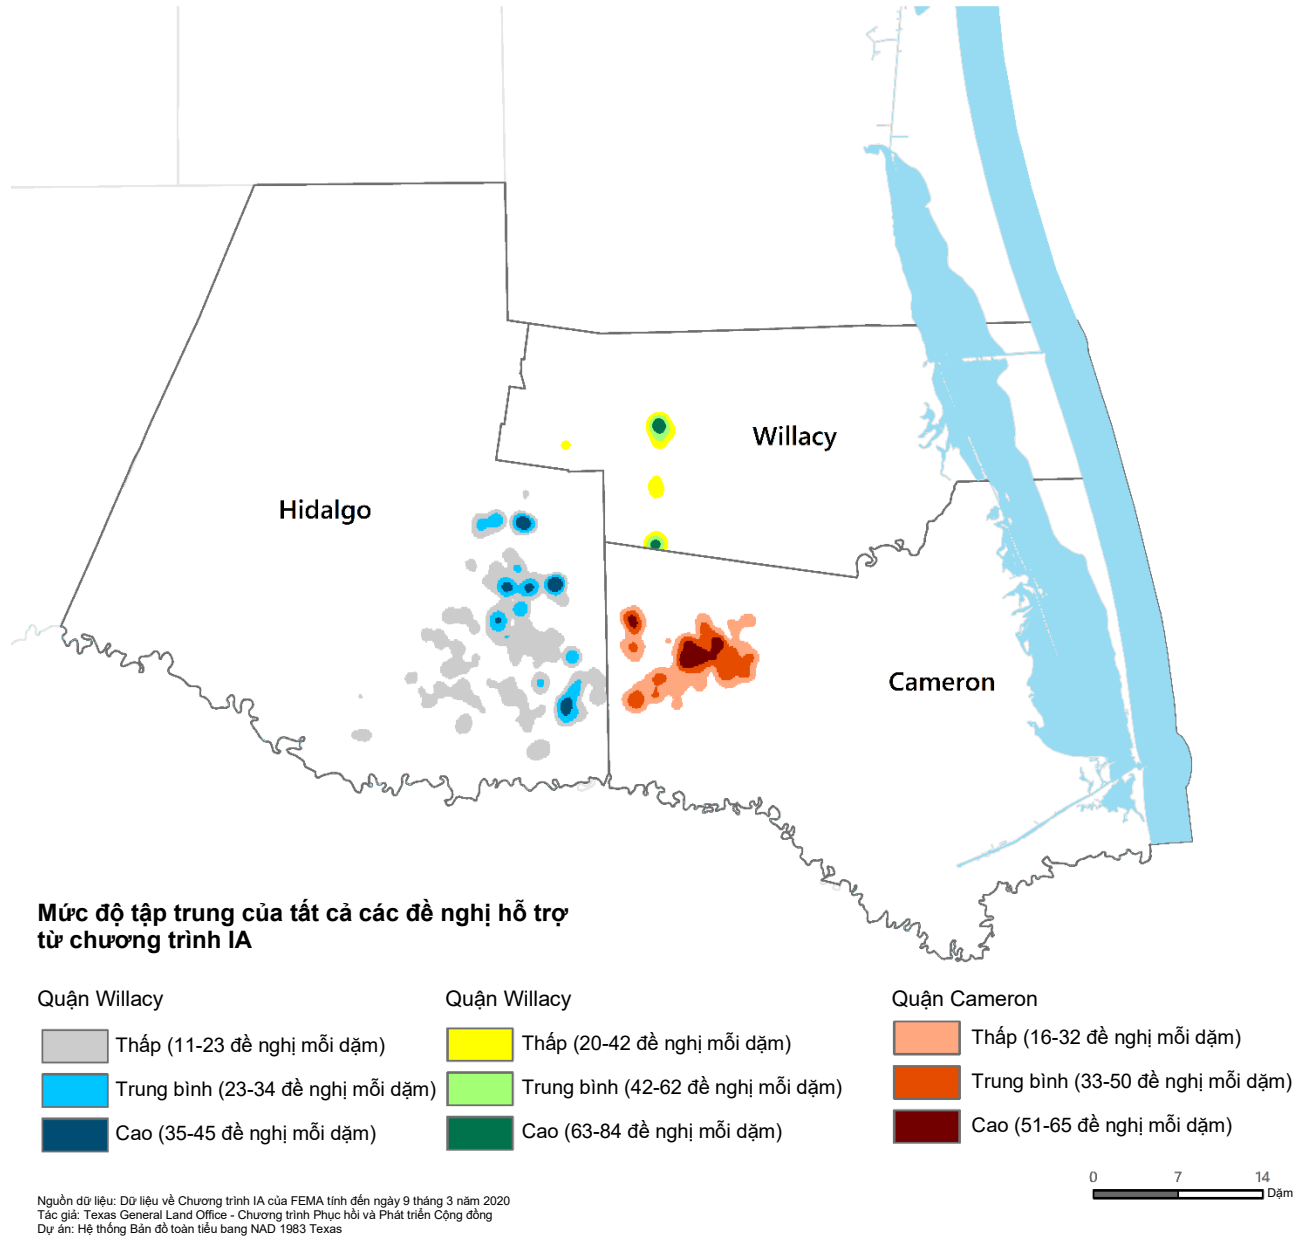 Willacy
Hidalgo
Cameron
Mức độ tập trung của tất cả các đề nghị hỗ trợ
từ chương trình IA
Quận Willacy
Thấp (11-23 đề nghị mỗi dặm)
Trung bình (23-34 đề nghị mỗi dặm)
Cao (35-45 đề nghị mỗi dặm)
Quận Willacy
Thấp (20-42 đề nghị mỗi dặm)
Trung bình (42-62 đề nghị mỗi dặm)
Cao (63-84 đề nghị mỗi dặm)
Quận Cameron
Thấp (16-32 đề nghị mỗi dặm)
Trung bình (33-50 đề nghị mỗi dặm)
Cao (51-65 đề nghị mỗi dặm)
0 7 14
Dặm
Nguồn dữ liệu: Dữ liệu về Chương trình IA của FEMA tính đến ngày 9 tháng 3 năm 2020
Tác giả: Texas General Land Office - Chương trình Phục hồi và Phát triển Cộng đồng
Dự án: Hệ thống Bản đồ toàn tiểu bang NAD 1983 Texas